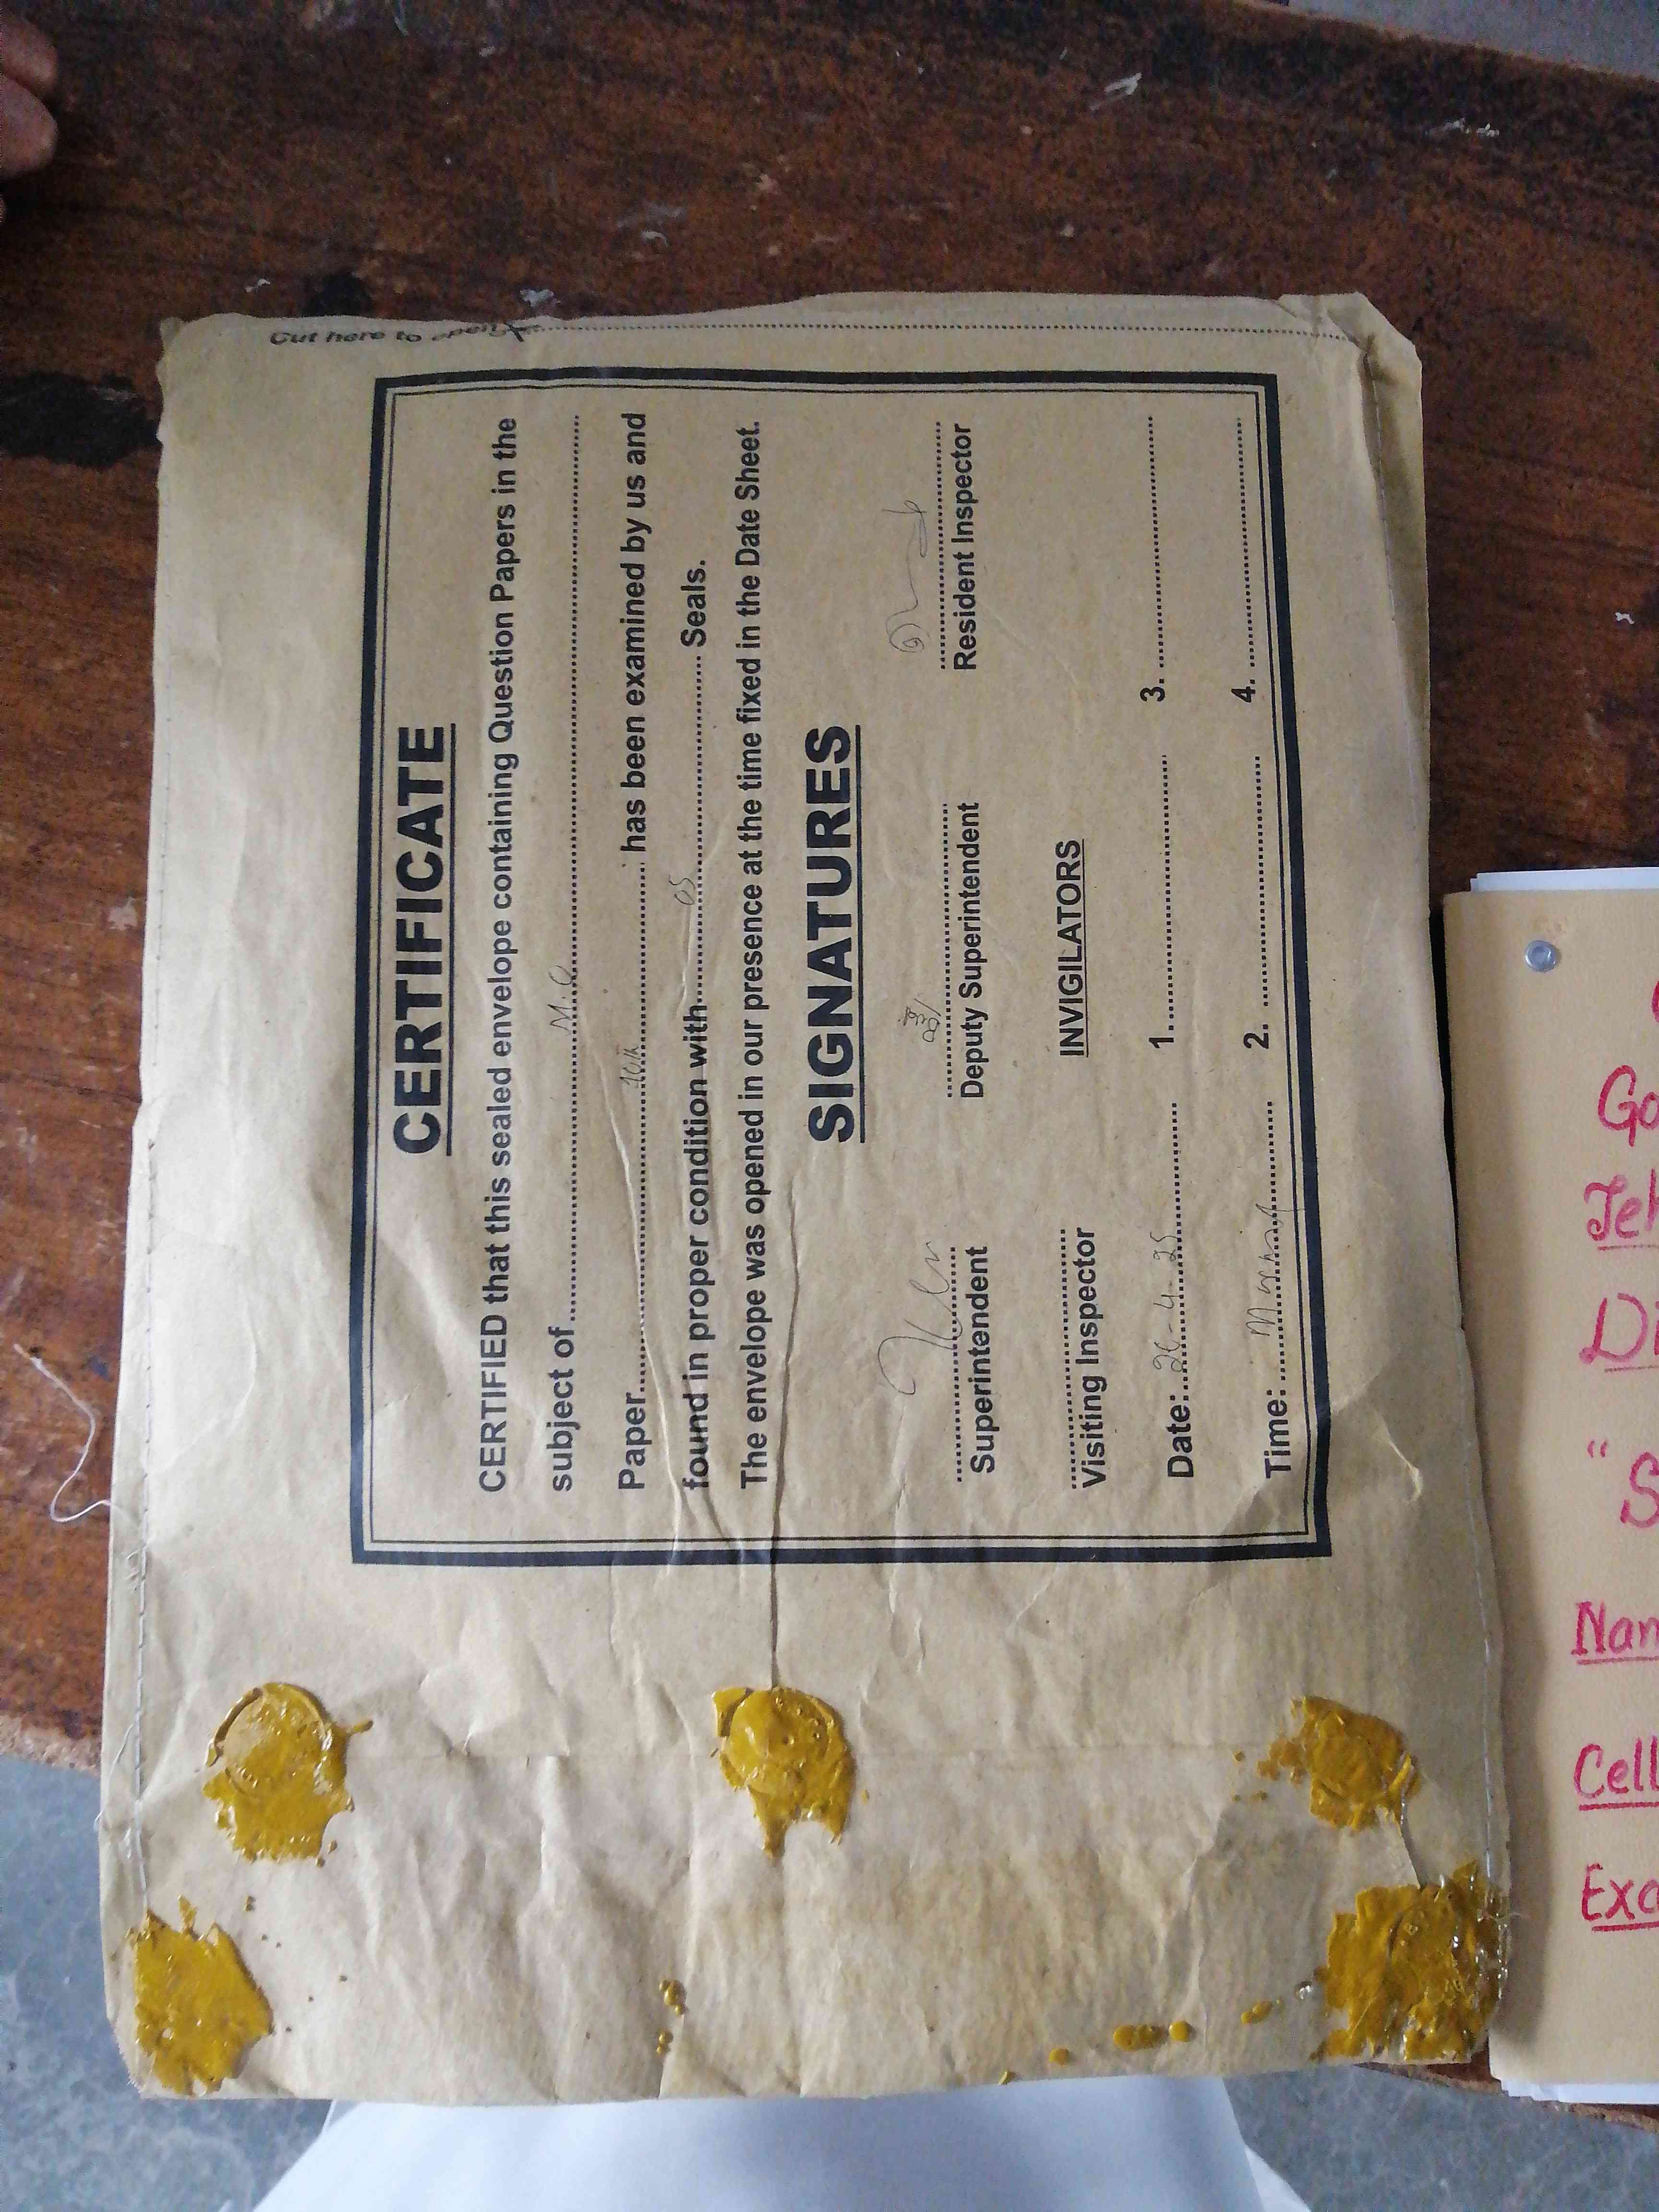 Cut here to open
CERTIFICATE
CERTIFIED that this sealed envelope containing Question Papers in the
subject of....................M.Q....................
Paper....................10th.................... has been examined by us and
found in proper condition with..........05.......... Seals.
The envelope was opened in our presence at the time fixed in the Date Sheet.
SIGNATURES
Superintendent Deputy Superintendent Resident Inspector
Visiting Inspector INVIGILATORS
Date: 26-4-25 1. 3.
Time: 2. 4.
Go
Teh
Di
"S
Nam
Cell
Exa